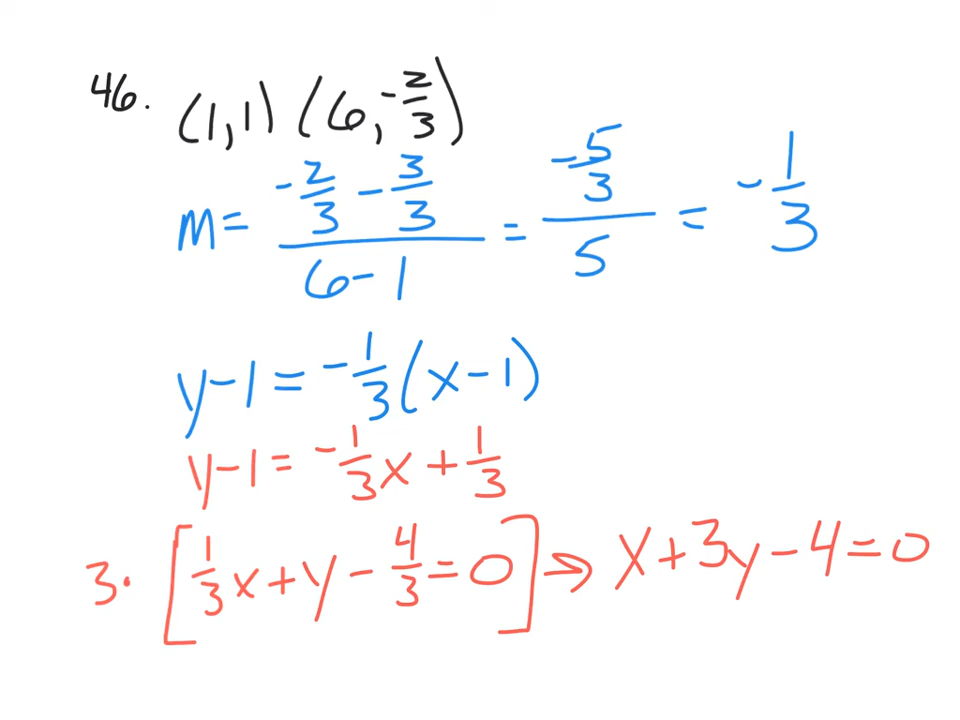 46. (1,1) (6,-2/3)
m = (-2/3 - 3/3)/(6-1) = (-5/3)/5 = -1/3
y-1 = -1/3(x-1)
y-1 = -1/3x + 1/3
3· [1/3x + y - 4/3 = 0] → x+3y-4=0